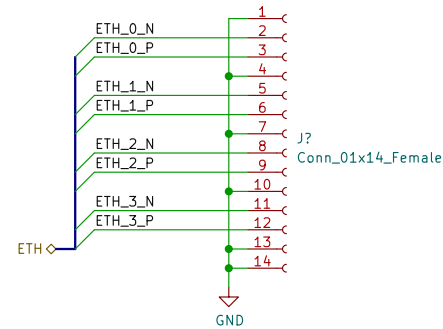 1
ETH_0_N 2
ETH_0_P 3
4
ETH_1_N 5
ETH_1_P 6
7
J?
ETH_2_N 8
Conn_01x14_Female
ETH_2_P 9
10
ETH_3_N 11
ETH_3_P 12
ETH 13
14
GND